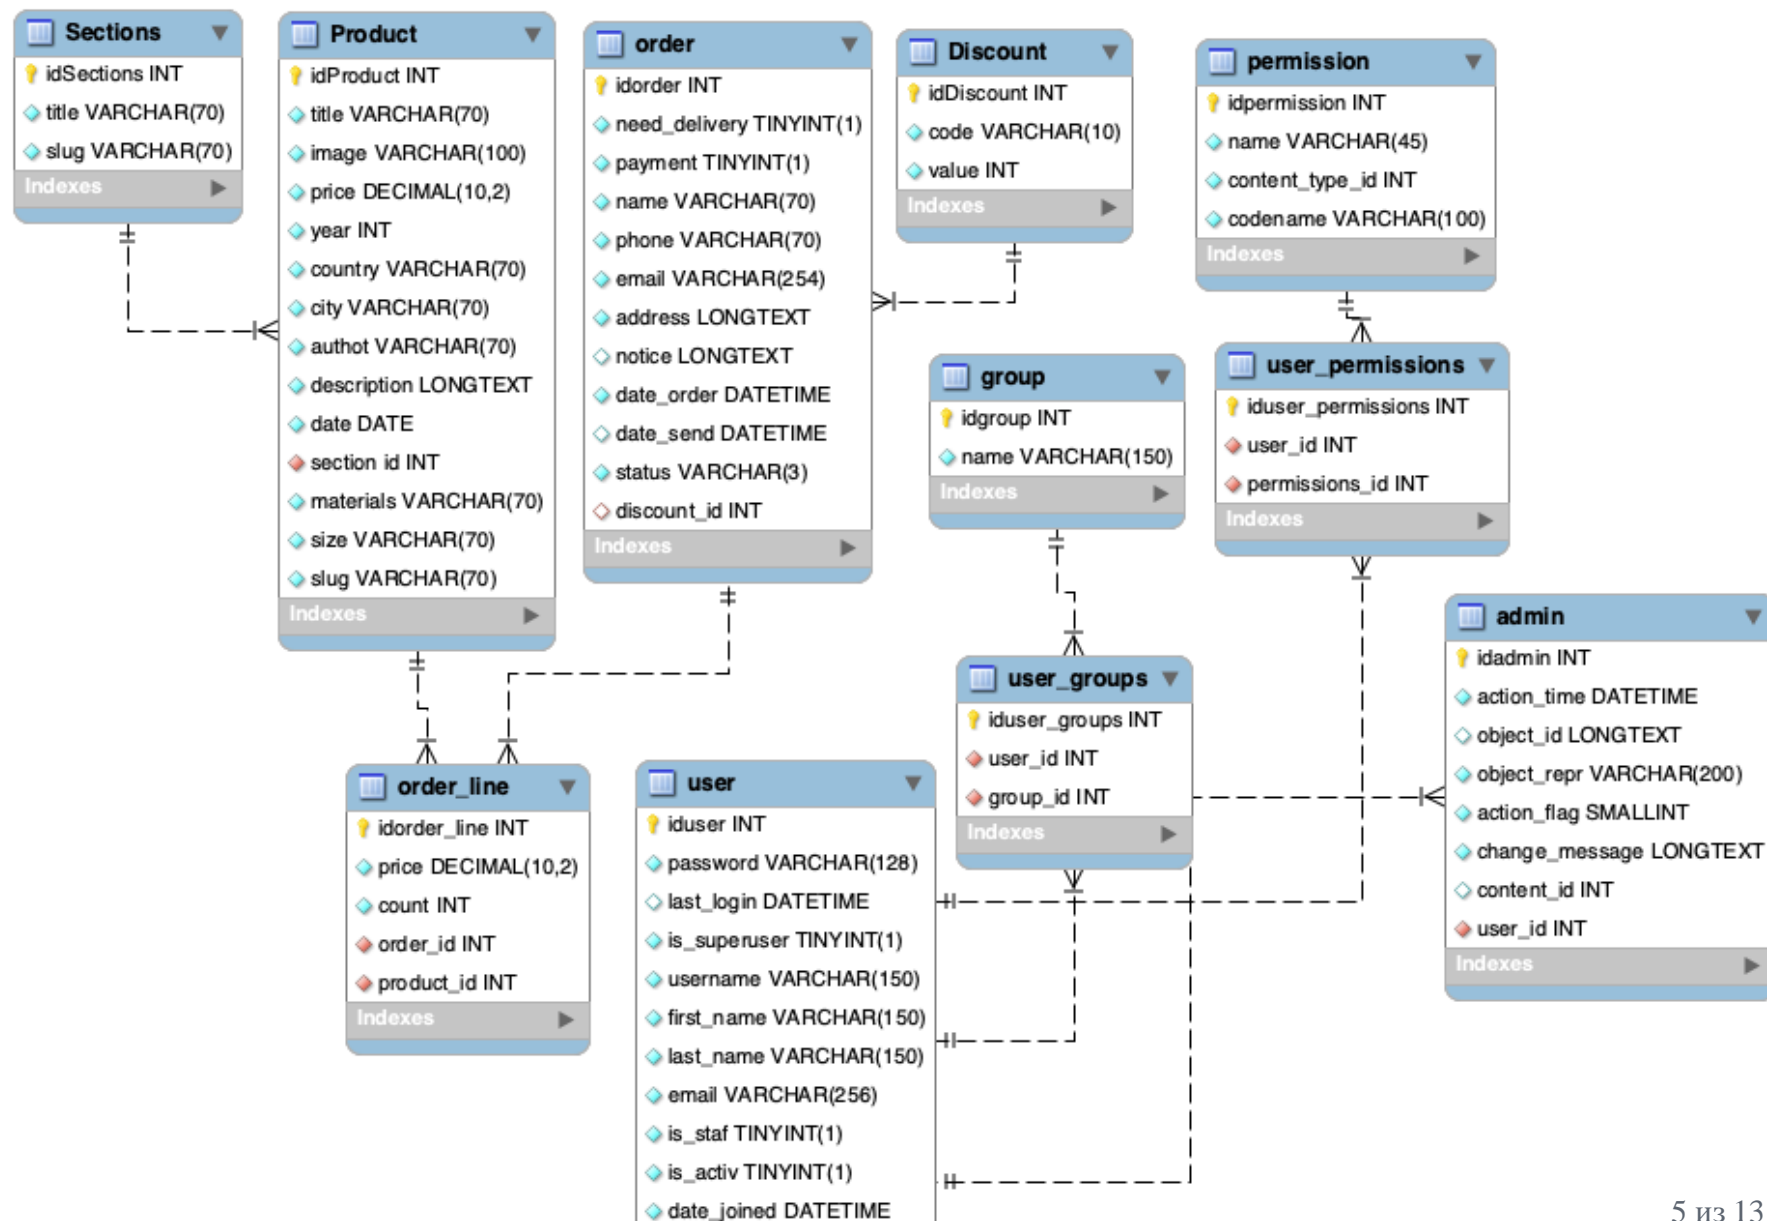 Sections
idSections INT
title VARCHAR(70)
slug VARCHAR(70)
Indexes
Product
idProduct INT
title VARCHAR(70)
image VARCHAR(100)
price DECIMAL(10,2)
year INT
country VARCHAR(70)
city VARCHAR(70)
authot VARCHAR(70)
description LONGTEXT
date DATE
section id INT
materials VARCHAR(70)
size VARCHAR(70)
slug VARCHAR(70)
Indexes
order
idorder INT
need_delivery TINYINT(1)
payment TINYINT(1)
name VARCHAR(70)
phone VARCHAR(70)
email VARCHAR(254)
address LONGTEXT
notice LONGTEXT
date_order DATETIME
date_send DATETIME
status VARCHAR(3)
discount_id INT
Indexes
Discount
idDiscount INT
code VARCHAR(10)
value INT
Indexes
permission
idpermission INT
name VARCHAR(45)
content_type_id INT
codename VARCHAR(100)
Indexes
group
idgroup INT
name VARCHAR(150)
Indexes
user_permissions
iduser_permissions INT
user_id INT
permissions_id INT
Indexes
order_line
idorder_line INT
price DECIMAL(10,2)
count INT
order_id INT
product_id INT
Indexes
user
iduser INT
password VARCHAR(128)
last_login DATETIME
is_superuser TINYINT(1)
username VARCHAR(150)
first_name VARCHAR(150)
last_name VARCHAR(150)
email VARCHAR(256)
is_staf TINYINT(1)
is_activ TINYINT(1)
date_joined DATETIME
user_groups
iduser_groups INT
user_id INT
group_id INT
Indexes
admin
idadmin INT
action_time DATETIME
object_id LONGTEXT
object_repr VARCHAR(200)
action_flag SMALLINT
change_message LONGTEXT
content_id INT
user_id INT
Indexes
5 из 13